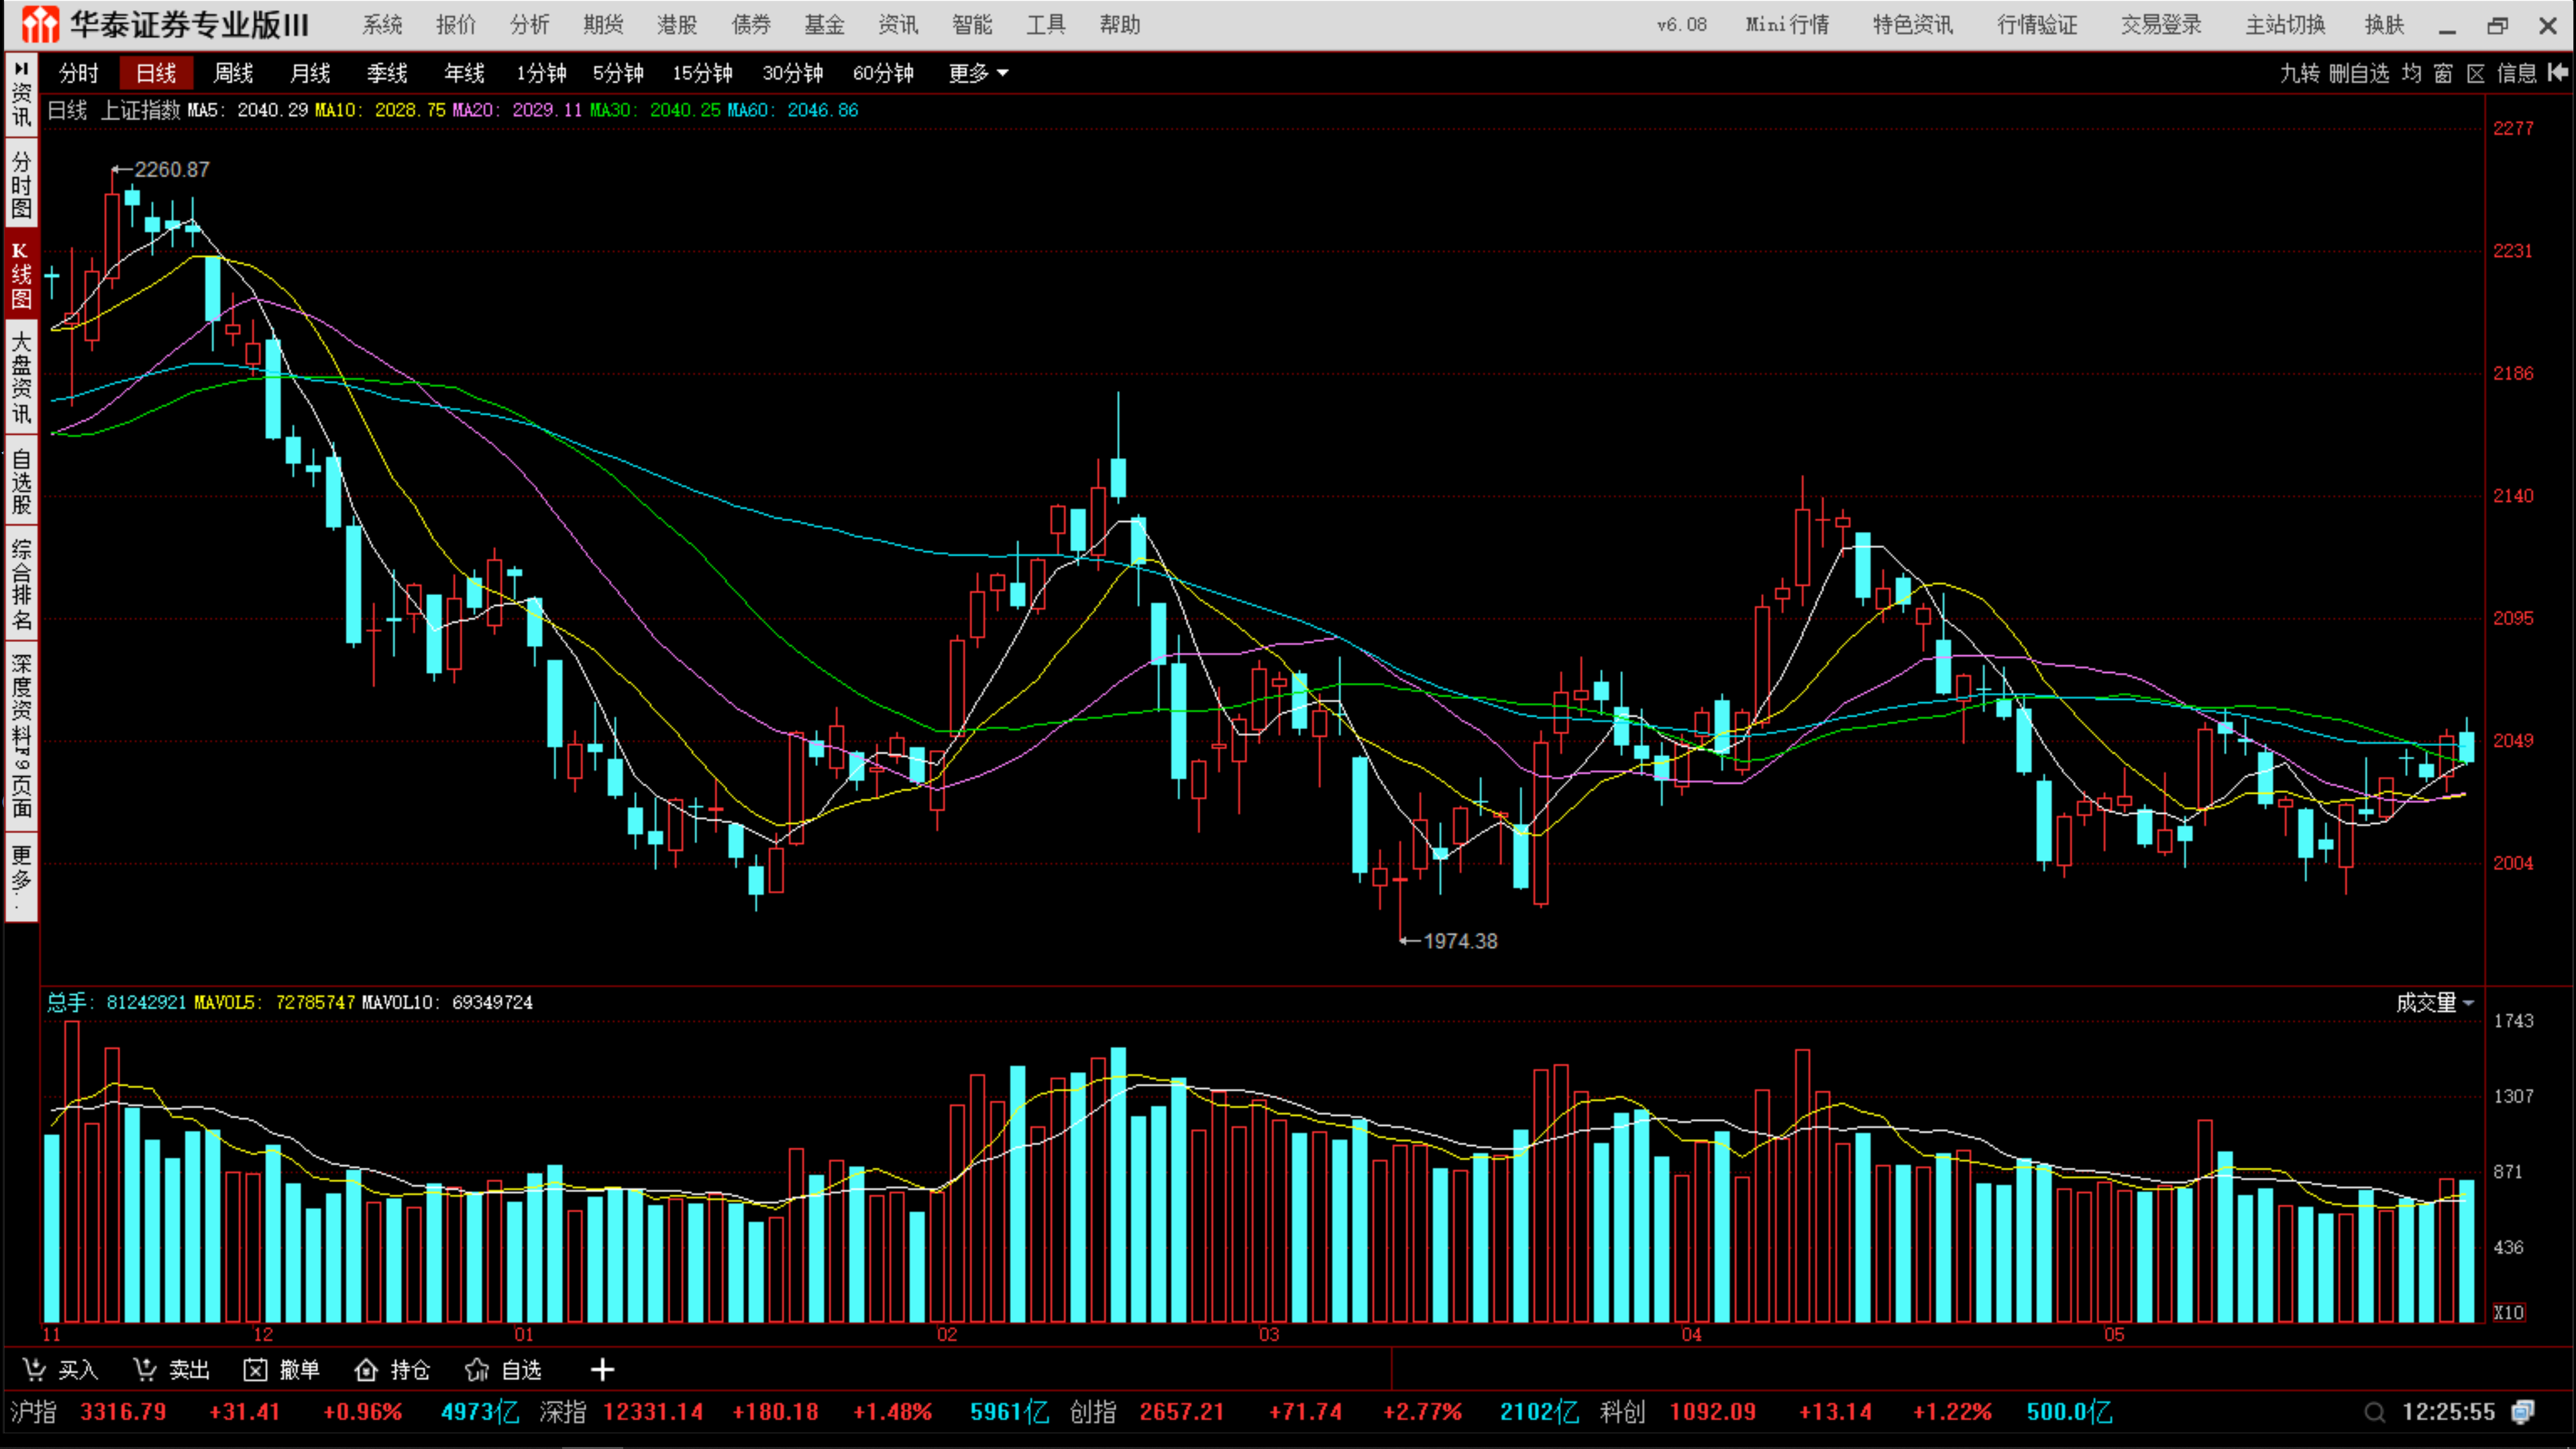 华泰证券专业版III 系统 报价 分析 期货 港股 债券 基金 资讯 智能 工具 帮助 v6.08 Mini行情 特色资讯 行情验证 交易登录 主站切换 换肤
分时 日线 周线 月线 季线 年线 1分钟 5分钟 15分钟 30分钟 60分钟 更多 九转 删自选 均 窗 区 信息
资讯
分时图
K线图
大盘资讯
自选股
综合排名
深度资料F9页面
更多..
日线 上证指数 MA5: 2040.29 MA10: 2028.75 MA20: 2029.11 MA30: 2040.25 MA60: 2046.86
2277
2260.87
2231
2186
2140
2095
2049
2004
1974.38
总手: 81242921 MAVOL5: 72785747 MAVOL10: 69349724 成交量
1743
1307
871
436
X10
11 12 01 02 03 04 05
买入 卖出 撤单 持仓 自选 +
沪指 3316.79 +31.41 +0.96% 4973亿 深指 12331.14 +180.18 +1.48% 5961亿 创指 2657.21 +71.74 +2.77% 2102亿 科创 1092.09 +13.14 +1.22% 500.0亿 12:25:55